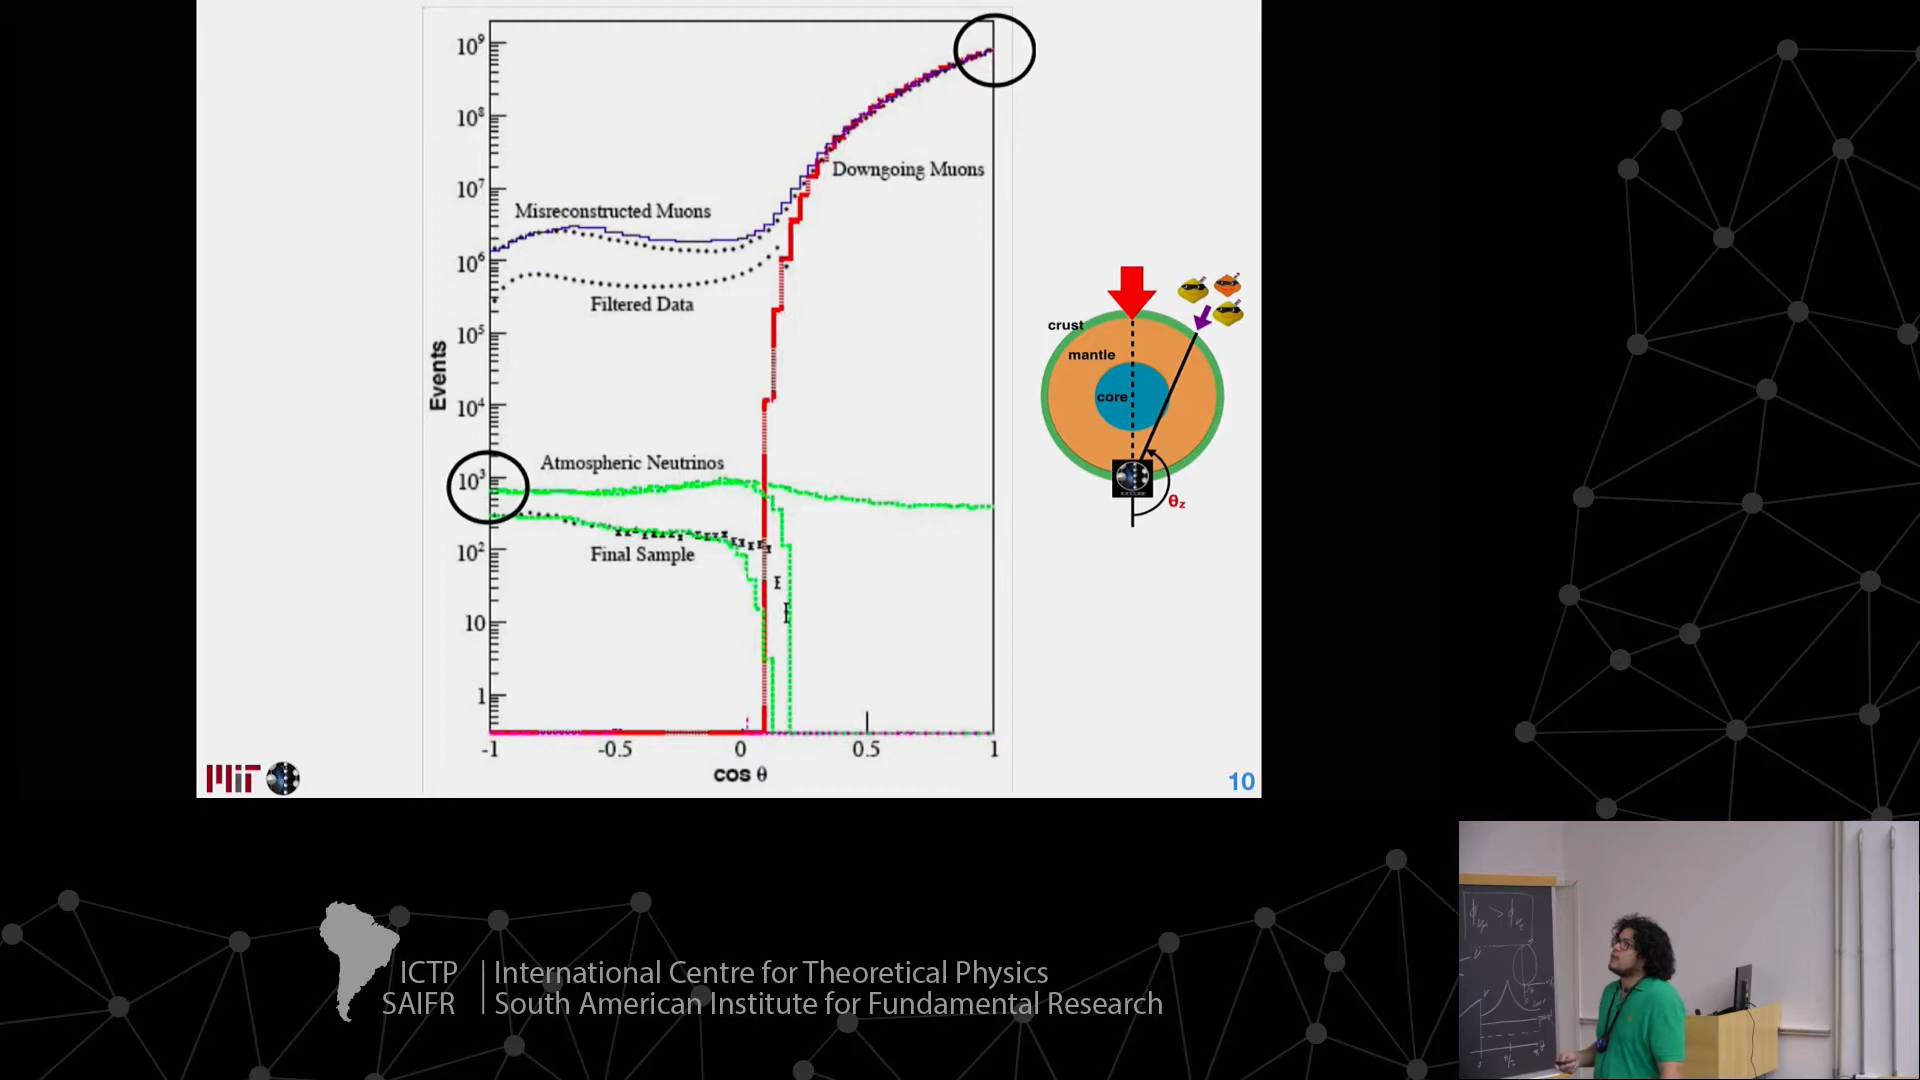 10⁹
10⁸
10⁷
10⁶
10⁵
10⁴
10³
10²
10
1
Events
Downgoing Muons
Misreconstructed Muons
Filtered Data
Atmospheric Neutrinos
Final Sample
-1 -0.5 0 0.5 1
cos θ
crust
mantle
core
θz
MIT
10
ICTP
SAIFR
International Centre for Theoretical Physics
South American Institute for Fundamental Research